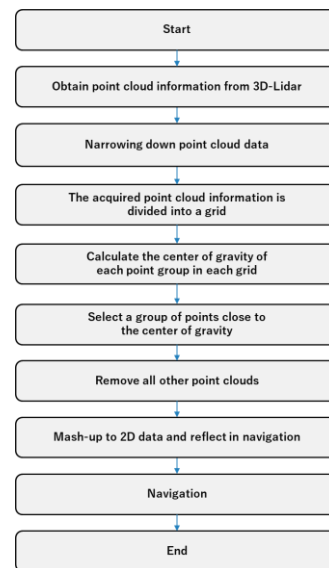 Start
Obtain point cloud information from 3D-Lidar
Narrowing down point cloud data
The acquired point cloud information is
divided into a grid
Calculate the center of gravity of
each point group in each grid
Select a group of points close to
the center of gravity
Remove all other point clouds
Mash-up to 2D data and reflect in navigation
Navigation
End